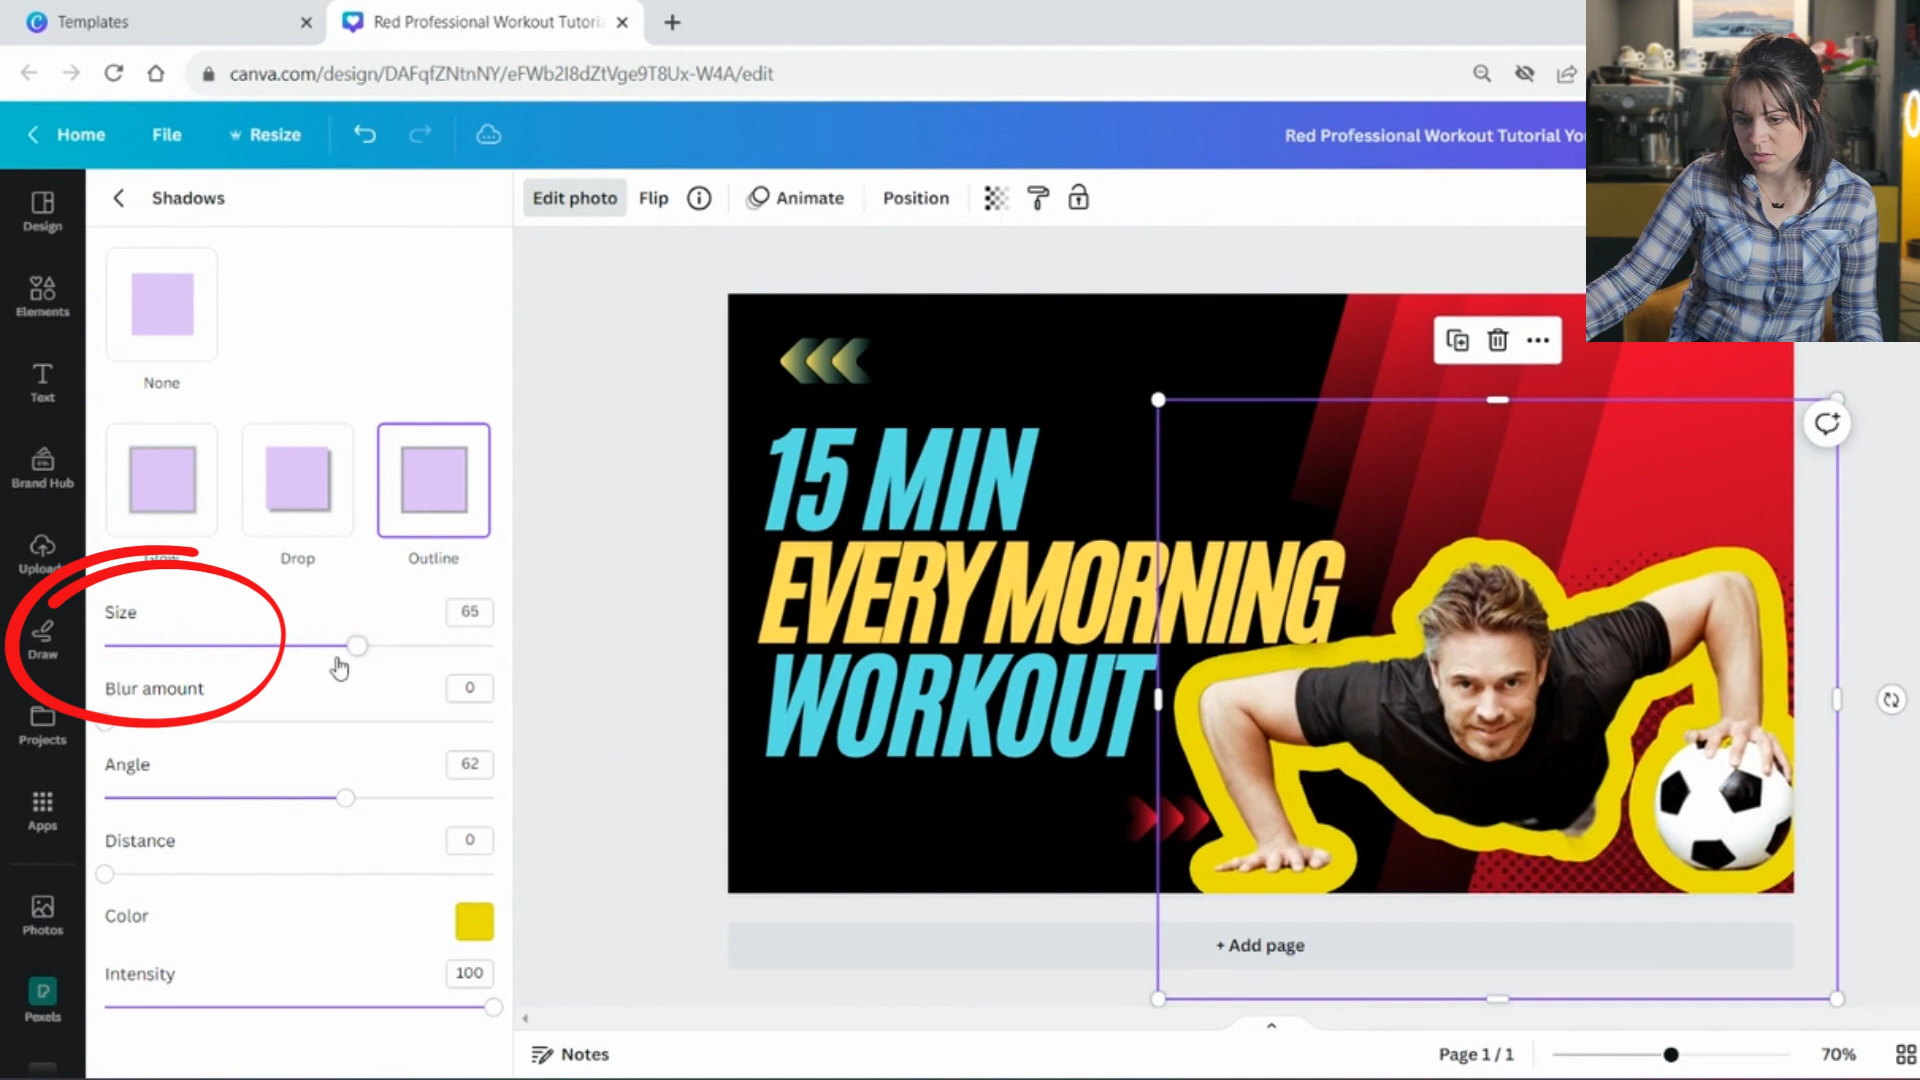 Templates
Red Professional Workout Tutori
canva.com/design/DAFqfZNtnNY/eFWb2I8dZtVge9T8Ux-W4A/edit
Home File Resize
Red Professional Workout Tutorial Yo
Design
Elements
Text
Brand Hub
Draw
Projects
Apps
Photos
Pexels
Shadows
None
Glow Drop Outline
Size 65
Blur amount 0
Angle 62
Distance 0
Color
Intensity 100
Edit photo Flip Animate Position
15 MIN
EVERY MORNING
WORKOUT
+ Add page
Notes
Page 1 / 1
70%